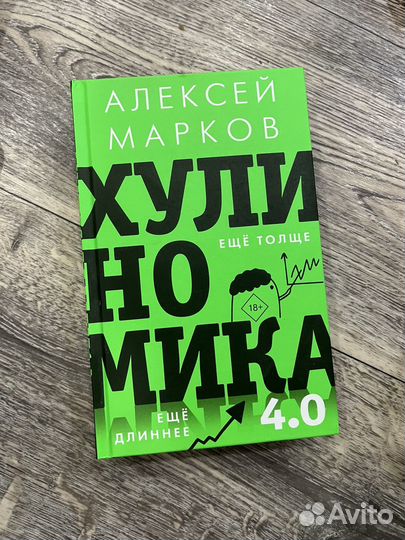 АЛЕКСЕЙ
МАРКОВ
ХУЛИ
ЕЩЁ ТОЛЩЕ
НО
18+
МИКА
ЕЩЁ
ДЛИННЕЕ
4.0
Avito